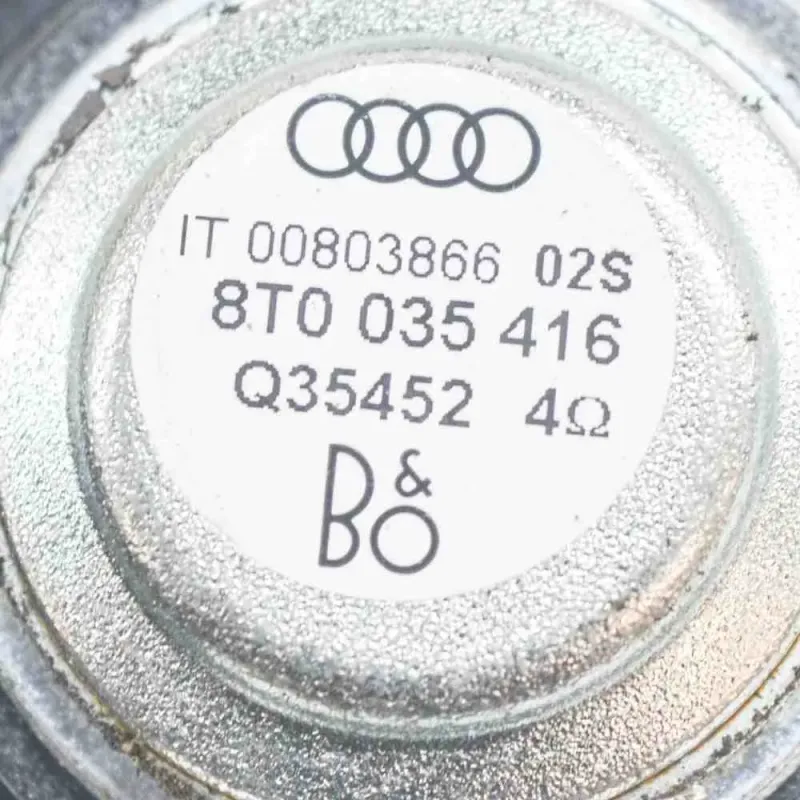 IT 00803866 02S
8T0 035 416
Q35452 4Ω
B&O